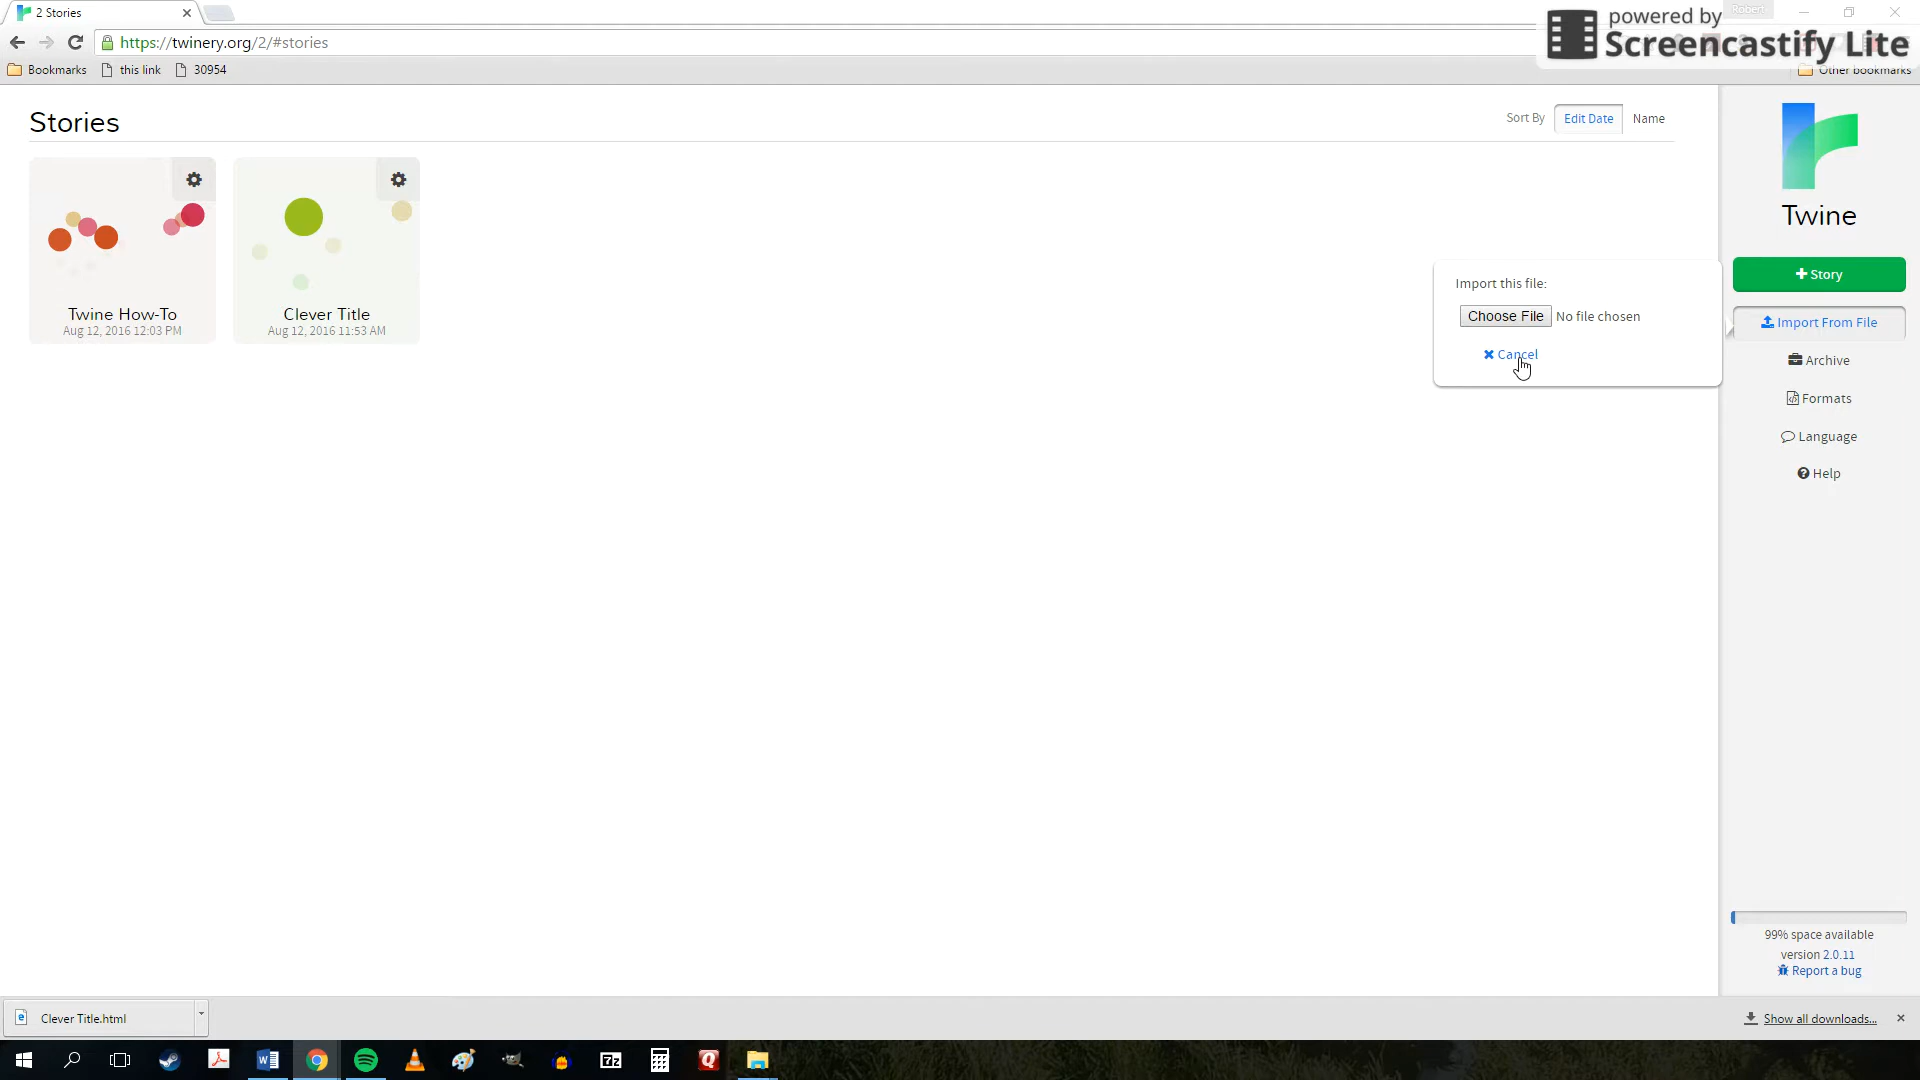 2 Stories
Robert
powered by
Screencastify Lite
https://twinery.org/2/#stories
Bookmarks this link 30954
Other bookmarks
Stories
Sort By Edit Date Name
Twine
Twine How-To
Aug 12, 2016 12:03 PM
Clever Title
Aug 12, 2016 11:53 AM
Import this file:
Choose File No file chosen
Cancel
Story
Import From File
Archive
Formats
Language
Help
99% space available
version 2.0.11
Report a bug
Clever Title.html
Show all downloads...
7z